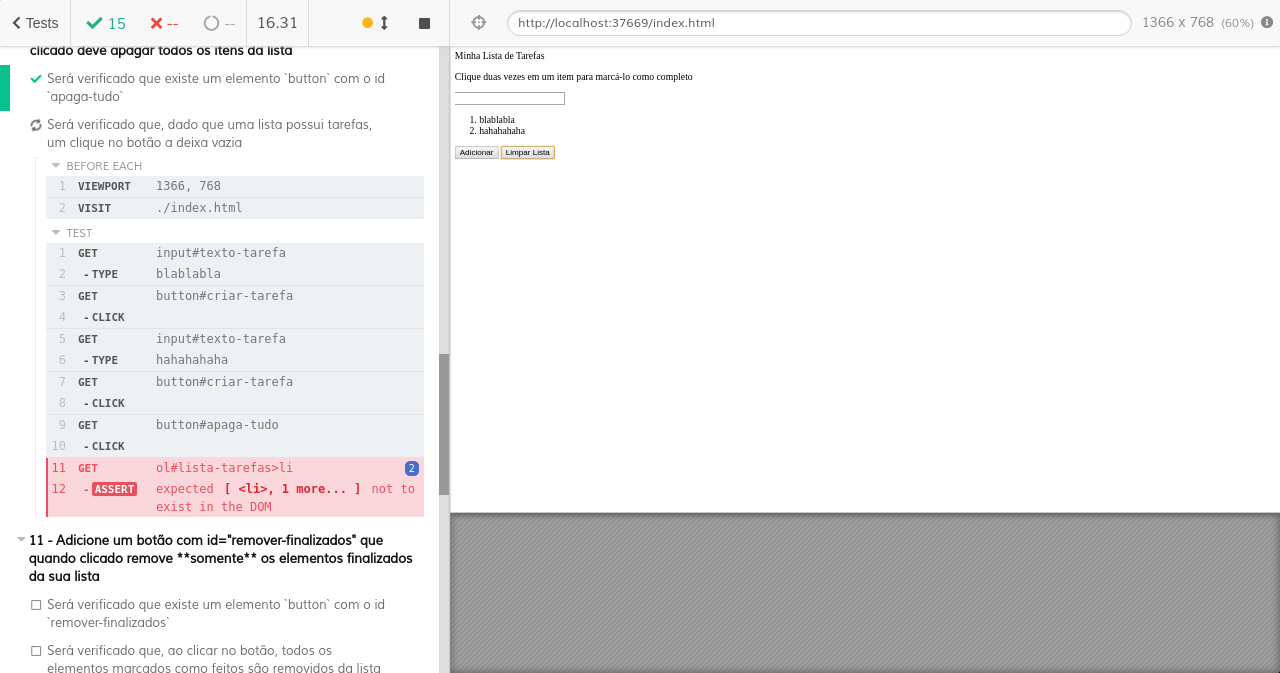 Tests
15
--
--
16.31
http://localhost:37669/index.html
1366 x 768 (60%)
clicado deve apagar todos os itens da lista
Será verificado que existe um elemento `button` com o id
`apaga-tudo`
Será verificado que, dado que uma lista possui tarefas,
um clique no botão a deixa vazia
BEFORE EACH
1 VIEWPORT 1366, 768
2 VISIT ./index.html
TEST
1 GET input#texto-tarefa
2 -TYPE blablabla
3 GET button#criar-tarefa
4 -CLICK
5 GET input#texto-tarefa
6 -TYPE hahahahaha
7 GET button#criar-tarefa
8 -CLICK
9 GET button#apaga-tudo
10 -CLICK
11 GET ol#lista-tarefas>li 2
12 -ASSERT expected [ <li>, 1 more... ] not to
exist in the DOM
11 - Adicione um botão com id="remover-finalizados" que
quando clicado remove **somente** os elementos finalizados
da sua lista
Será verificado que existe um elemento `button` com o id
`remover-finalizados`
Será verificado que, ao clicar no botão, todos os
elementos marcados como feitos são removidos da lista
Minha Lista de Tarefas
Clique duas vezes em um item para marcá-lo como completo
1. blablabla
2. hahahahaha
Adicionar Limpar Lista